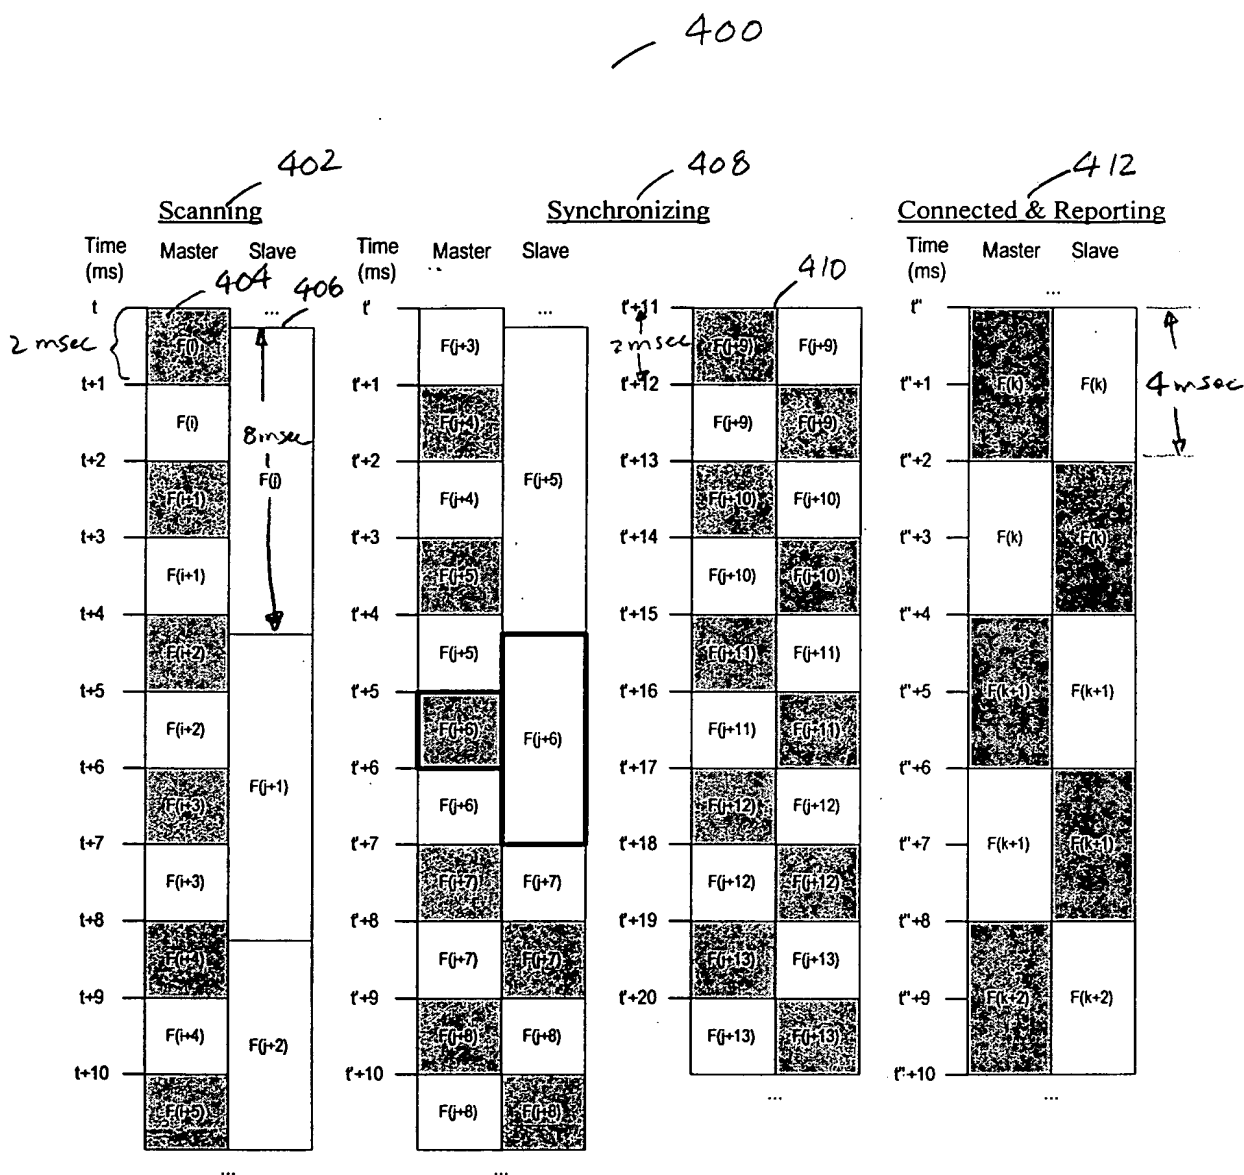 400
402
408
412
Scanning
Synchronizing
Connected & Reporting
Time (ms)
Master
Slave
404
406
...
t
2 msec
F(i)
t+1
F(i)
8msec
t+2
F(i+1)
F(j)
t+3
F(i+1)
t+4
F(i+2)
t+5
F(i+2)
t+6
F(i+3)
F(j+1)
t+7
F(i+3)
t+8
F(i+4)
t+9
F(i+4)
F(j+2)
t+10
F(i+5)
...
Time (ms)
Master
Slave
t'
...
F(j+3)
t'+1
F(j+4)
t'+2
F(j+4)
F(j+5)
t'+3
F(j+5)
t'+4
F(j+5)
t'+5
F(j+6)
F(j+6)
t'+6
F(j+6)
t'+7
F(j+7)
F(j+7)
t'+8
F(j+7)
F(j+7)
t'+9
F(j+8)
F(j+8)
t'+10
F(j+8)
F(j+8)
...
410
t'+11
2 msec
F(j+9)
F(j+9)
t'+12
F(j+9)
F(j+9)
t'+13
F(j+10)
F(j+10)
t'+14
F(j+10)
F(j+10)
t'+15
F(j+11)
F(j+11)
t'+16
F(j+11)
F(j+11)
t'+17
F(j+12)
F(j+12)
t'+18
F(j+12)
F(j+12)
t'+19
F(j+13)
F(j+13)
t'+20
F(j+13)
F(j+13)
...
Time (ms)
Master
Slave
...
t"
t"+1
F(k)
F(k)
4 msec
t"+2
t"+3
F(k)
F(k)
t"+4
t"+5
F(k+1)
F(k+1)
t"+6
t"+7
F(k+1)
F(k+1)
t"+8
t"+9
F(k+2)
F(k+2)
t"+10
...